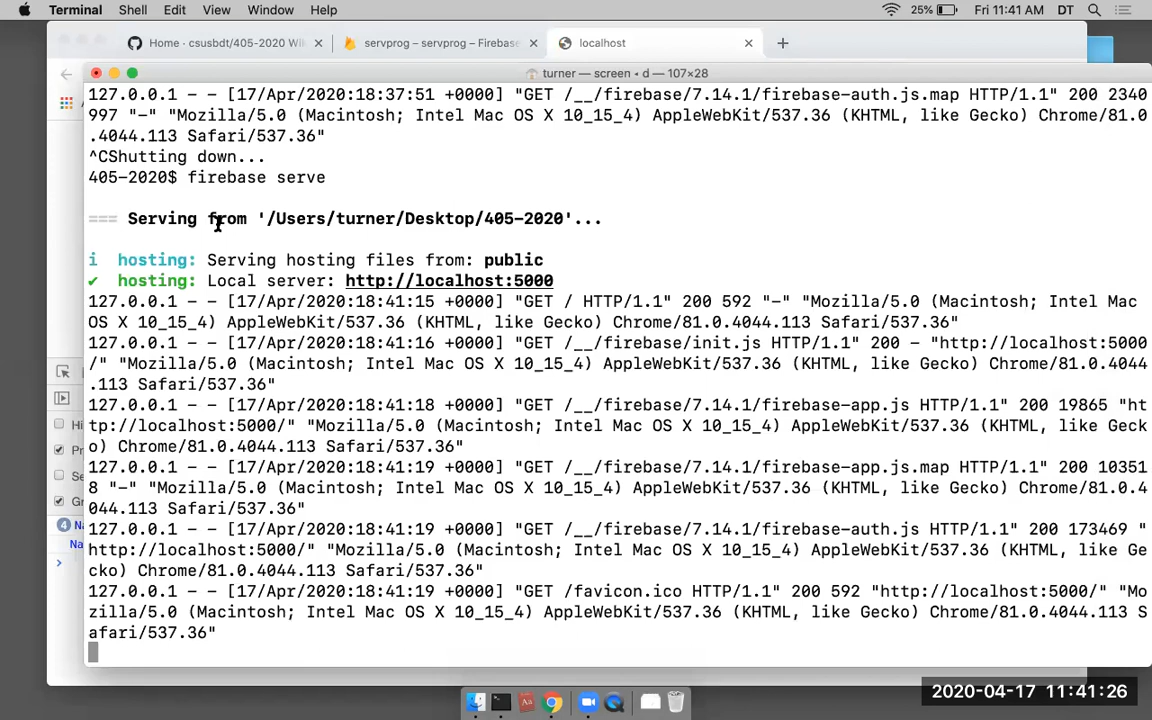 Terminal Shell Edit View Window Help 25% Fri 11:41 AM DT
Home · csusbdt/405-2020 Wi servprog – servprog – Firebase localhost
turner — screen ◂ d — 107×28
127.0.0.1 - - [17/Apr/2020:18:37:51 +0000] "GET /__/firebase/7.14.1/firebase-auth.js.map HTTP/1.1" 200 2340
997 "-" "Mozilla/5.0 (Macintosh; Intel Mac OS X 10_15_4) AppleWebKit/537.36 (KHTML, like Gecko) Chrome/81.0
.4044.113 Safari/537.36"
^CShutting down...
405-2020$ firebase serve
=== Serving from '/Users/turner/Desktop/405-2020'...
i hosting: Serving hosting files from: public
✔ hosting: Local server: http://localhost:5000
127.0.0.1 - - [17/Apr/2020:18:41:15 +0000] "GET / HTTP/1.1" 200 592 "-" "Mozilla/5.0 (Macintosh; Intel Mac
OS X 10_15_4) AppleWebKit/537.36 (KHTML, like Gecko) Chrome/81.0.4044.113 Safari/537.36"
127.0.0.1 - - [17/Apr/2020:18:41:16 +0000] "GET /__/firebase/init.js HTTP/1.1" 200 - "http://localhost:5000
/" "Mozilla/5.0 (Macintosh; Intel Mac OS X 10_15_4) AppleWebKit/537.36 (KHTML, like Gecko) Chrome/81.0.4044
.113 Safari/537.36"
127.0.0.1 - - [17/Apr/2020:18:41:18 +0000] "GET /__/firebase/7.14.1/firebase-app.js HTTP/1.1" 200 19865 "ht
tp://localhost:5000/" "Mozilla/5.0 (Macintosh; Intel Mac OS X 10_15_4) AppleWebKit/537.36 (KHTML, like Geck
o) Chrome/81.0.4044.113 Safari/537.36"
127.0.0.1 - - [17/Apr/2020:18:41:19 +0000] "GET /__/firebase/7.14.1/firebase-app.js.map HTTP/1.1" 200 10351
8 "-" "Mozilla/5.0 (Macintosh; Intel Mac OS X 10_15_4) AppleWebKit/537.36 (KHTML, like Gecko) Chrome/81.0.4
044.113 Safari/537.36"
127.0.0.1 - - [17/Apr/2020:18:41:19 +0000] "GET /__/firebase/7.14.1/firebase-auth.js HTTP/1.1" 200 173469 "
http://localhost:5000/" "Mozilla/5.0 (Macintosh; Intel Mac OS X 10_15_4) AppleWebKit/537.36 (KHTML, like Ge
cko) Chrome/81.0.4044.113 Safari/537.36"
127.0.0.1 - - [17/Apr/2020:18:41:19 +0000] "GET /favicon.ico HTTP/1.1" 200 592 "http://localhost:5000/" "Mo
zilla/5.0 (Macintosh; Intel Mac OS X 10_15_4) AppleWebKit/537.36 (KHTML, like Gecko) Chrome/81.0.4044.113 S
afari/537.36"
Hi
Pr
Se
Gr
4 Na
Na
2020-04-17 11:41:26